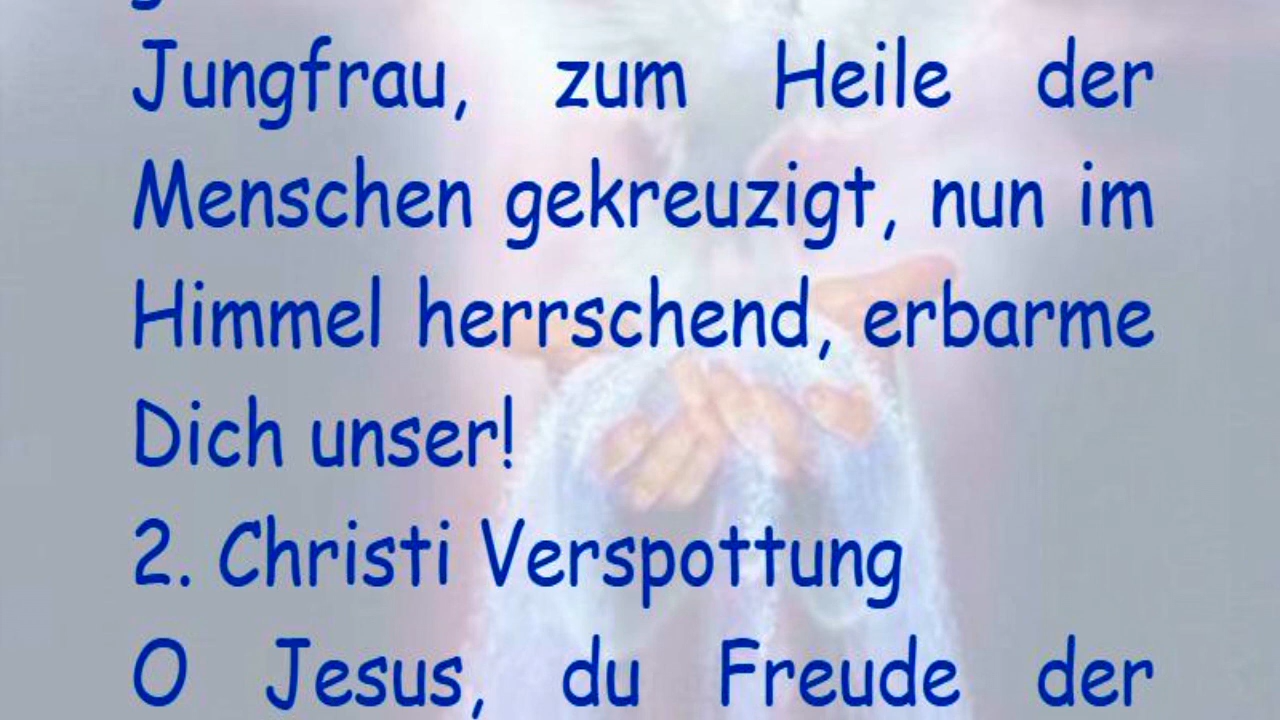 Jungfrau, zum Heile der
Menschen gekreuzigt, nun im
Himmel herrschend, erbarme
Dich unser!
2. Christi Verspottung
O Jesus, du Freude der